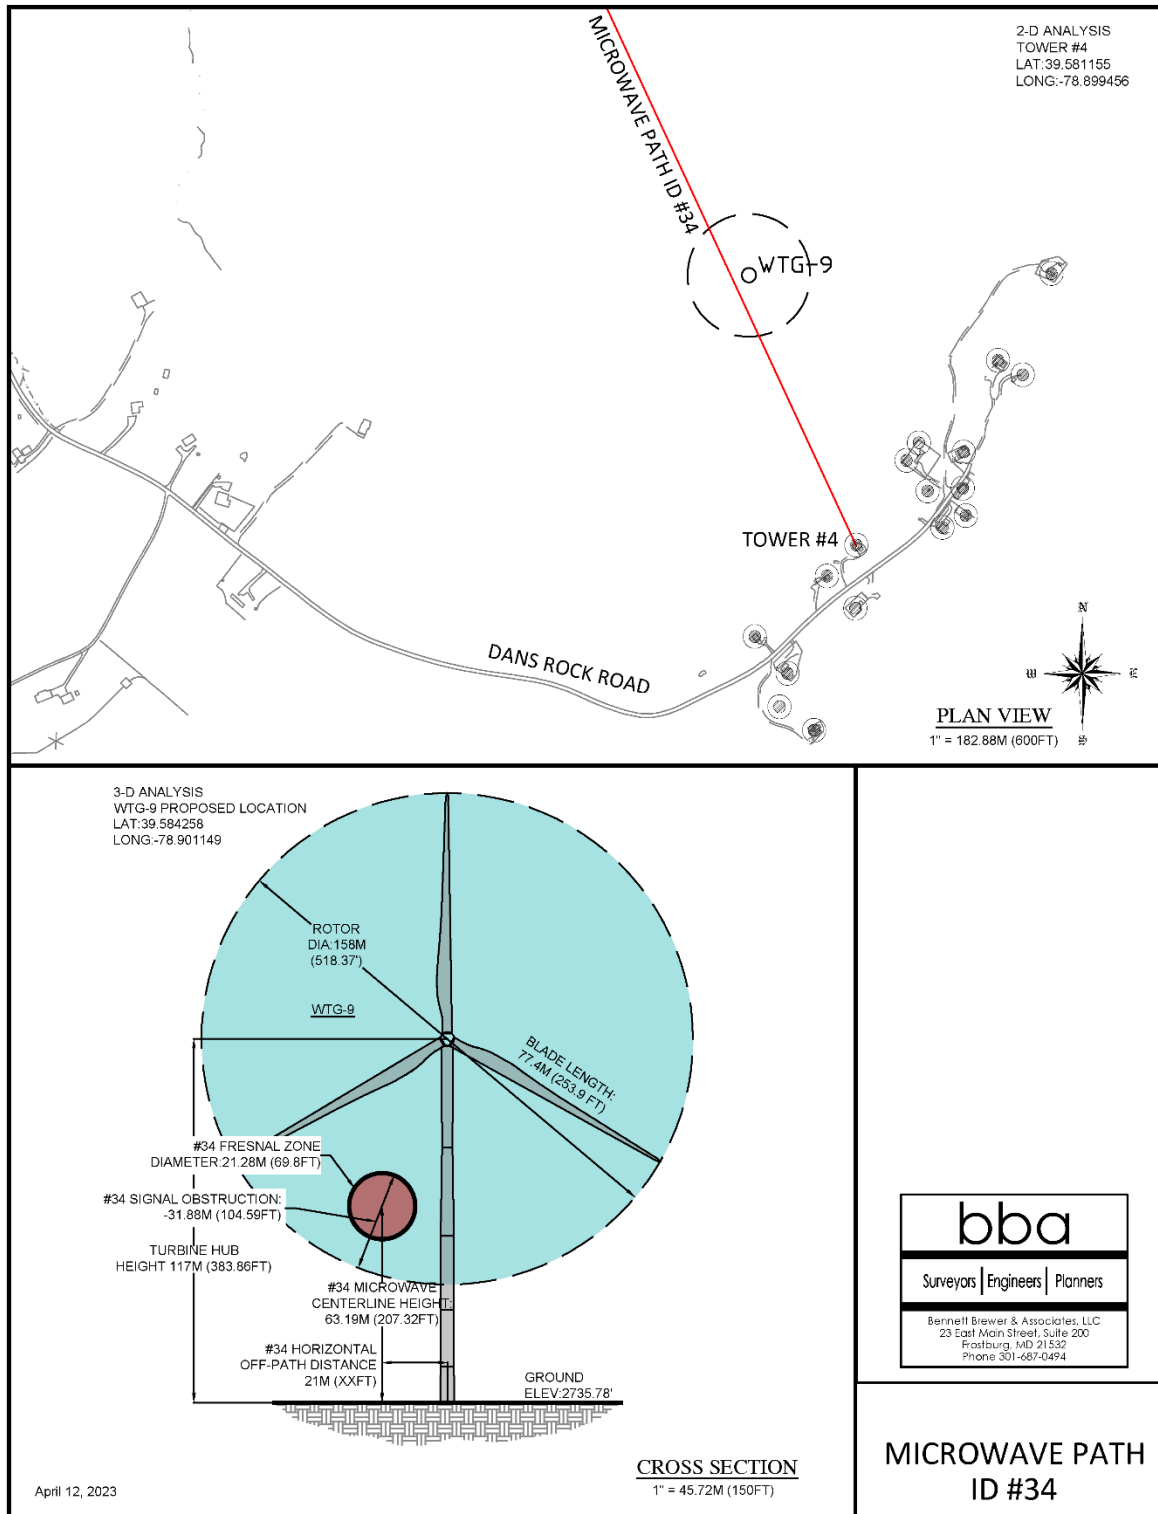 2-D ANALYSIS
TOWER #4
LAT:39.581155
LONG:-78.899456
MICROWAVE PATH ID #34
WTG-9
TOWER #4
DANS ROCK ROAD
N
W
E
S
PLAN VIEW
1" = 182.88M (600FT)
3-D ANALYSIS
WTG-9 PROPOSED LOCATION
LAT:39.584258
LONG:-78.901149
ROTOR
DIA:158M
(518.37')
WTG-9
BLADE LENGTH:
77.4M (253.9 FT)
#34 FRESNAL ZONE
DIAMETER:21.28M (69.8FT)
#34 SIGNAL OBSTRUCTION:
-31.88M (104.59FT)
TURBINE HUB
HEIGHT 117M (383.86FT)
#34 MICROWAVE
CENTERLINE HEIGHT:
63.19M (207.32FT)
#34 HORIZONTAL
OFF-PATH DISTANCE
21M (XXFT)
GROUND
ELEV:2735.78'
CROSS SECTION
1" = 45.72M (150FT)
April 12, 2023
bba
Surveyors | Engineers | Planners
Bennett Brewer & Associates, LLC
23 East Main Street, Suite 200
Frostburg, MD 21532
Phone 301-687-0494
MICROWAVE PATH
ID #34